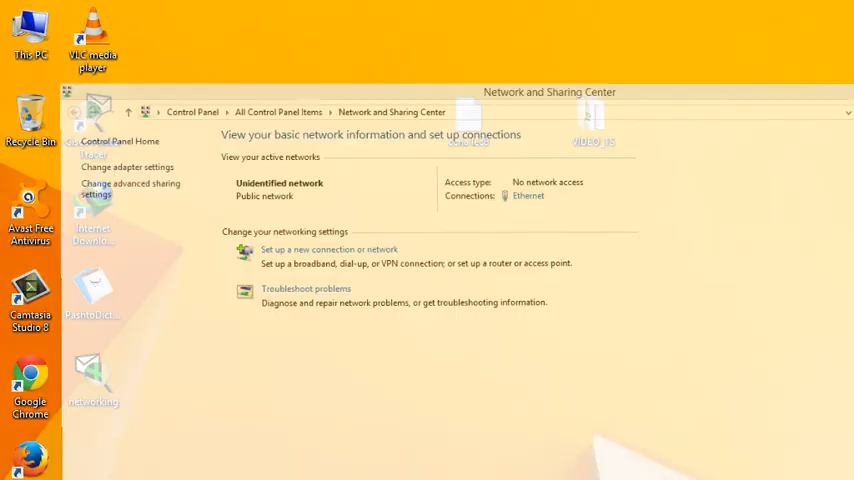 This PC
VLC media
player
Network and Sharing Center
Control Panel
All Control Panel Items
Network and Sharing Center
Recycle Bin
View your basic network information and set up connections
VIDEO_TS
Control Panel Home
View your active networks
Change adapter settings
Change advanced sharing
settings
Unidentified network
Public network
Access type: No network access
Connections: Ethernet
Avast Free
Antivirus
Internet
Downlo...
Change your networking settings
Set up a new connection or network
Set up a broadband, dial-up, or VPN connection; or set up a router or access point.
Troubleshoot problems
Diagnose and repair network problems, or get troubleshooting information.
Camtasia
Studio 8
PashtoDict...
Google
Chrome
networking